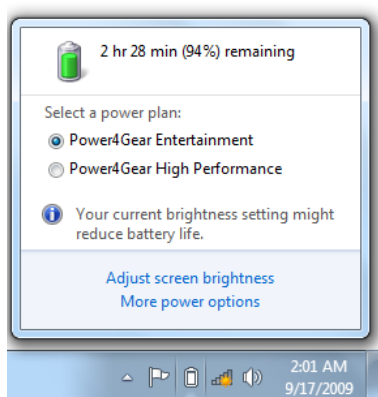 2 hr 28 min (94%) remaining
Select a power plan:
Power4Gear Entertainment
Power4Gear High Performance
Your current brightness setting might
reduce battery life.
Adjust screen brightness
More power options
2:01 AM
9/17/2009